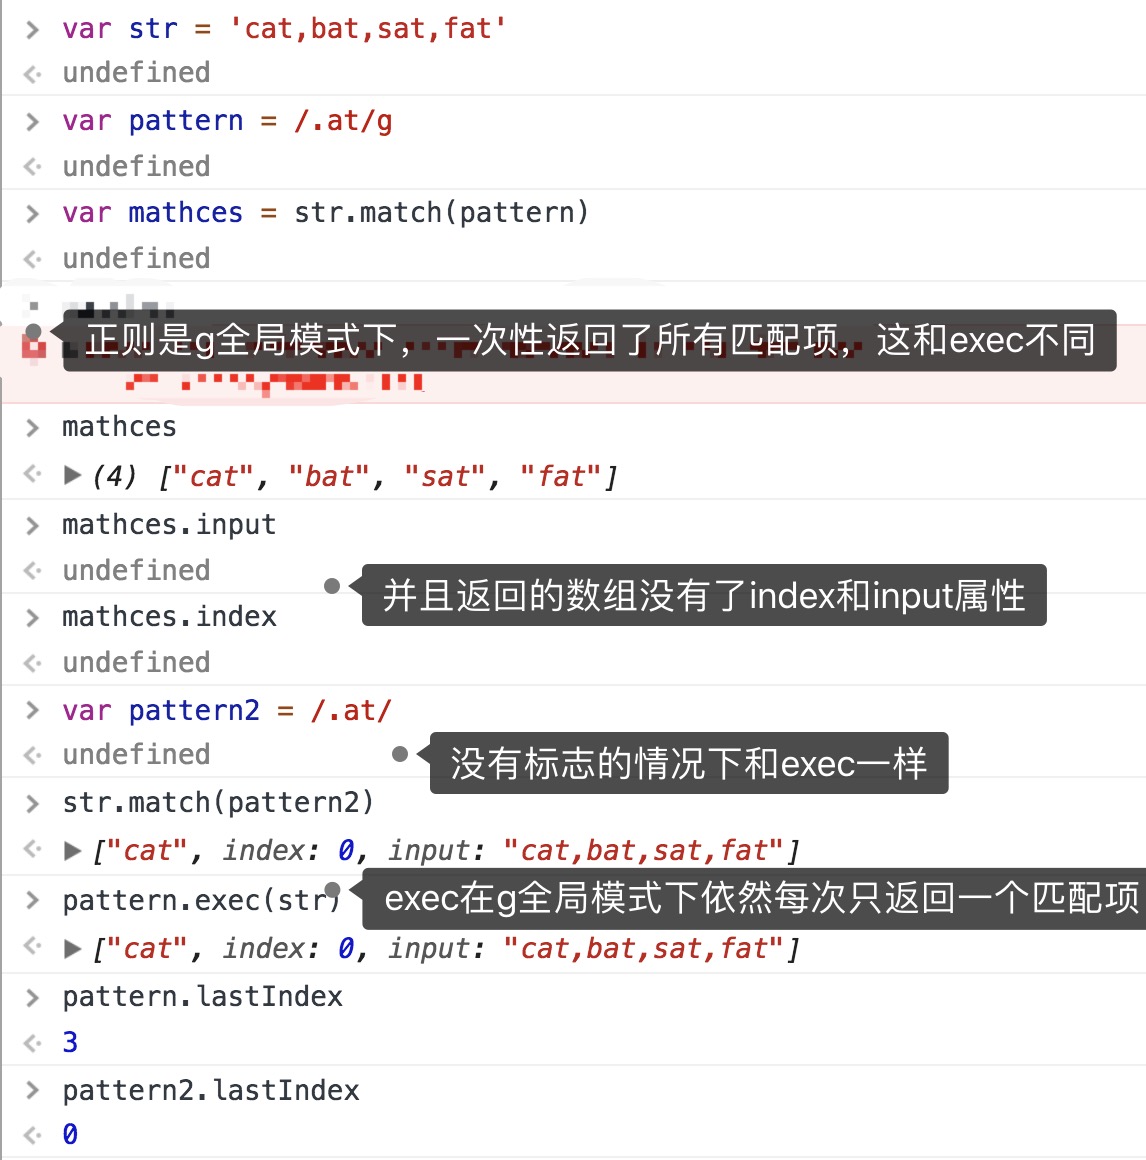 var str = 'cat,bat,sat,fat'
undefined
var pattern = /.at/g
undefined
var mathces = str.match(pattern)
undefined
正则是g全局模式下，一次性返回了所有匹配项，这和exec不同
mathces
(4) ["cat", "bat", "sat", "fat"]
mathces.input
undefined
并且返回的数组没有了index和input属性
mathces.index
undefined
var pattern2 = /.at/
undefined
没有标志的情况下和exec一样
str.match(pattern2)
["cat", index: 0, input: "cat,bat,sat,fat"]
pattern.exec(str)
exec在g全局模式下依然每次只返回一个匹配项
["cat", index: 0, input: "cat,bat,sat,fat"]
pattern.lastIndex
3
pattern2.lastIndex
0